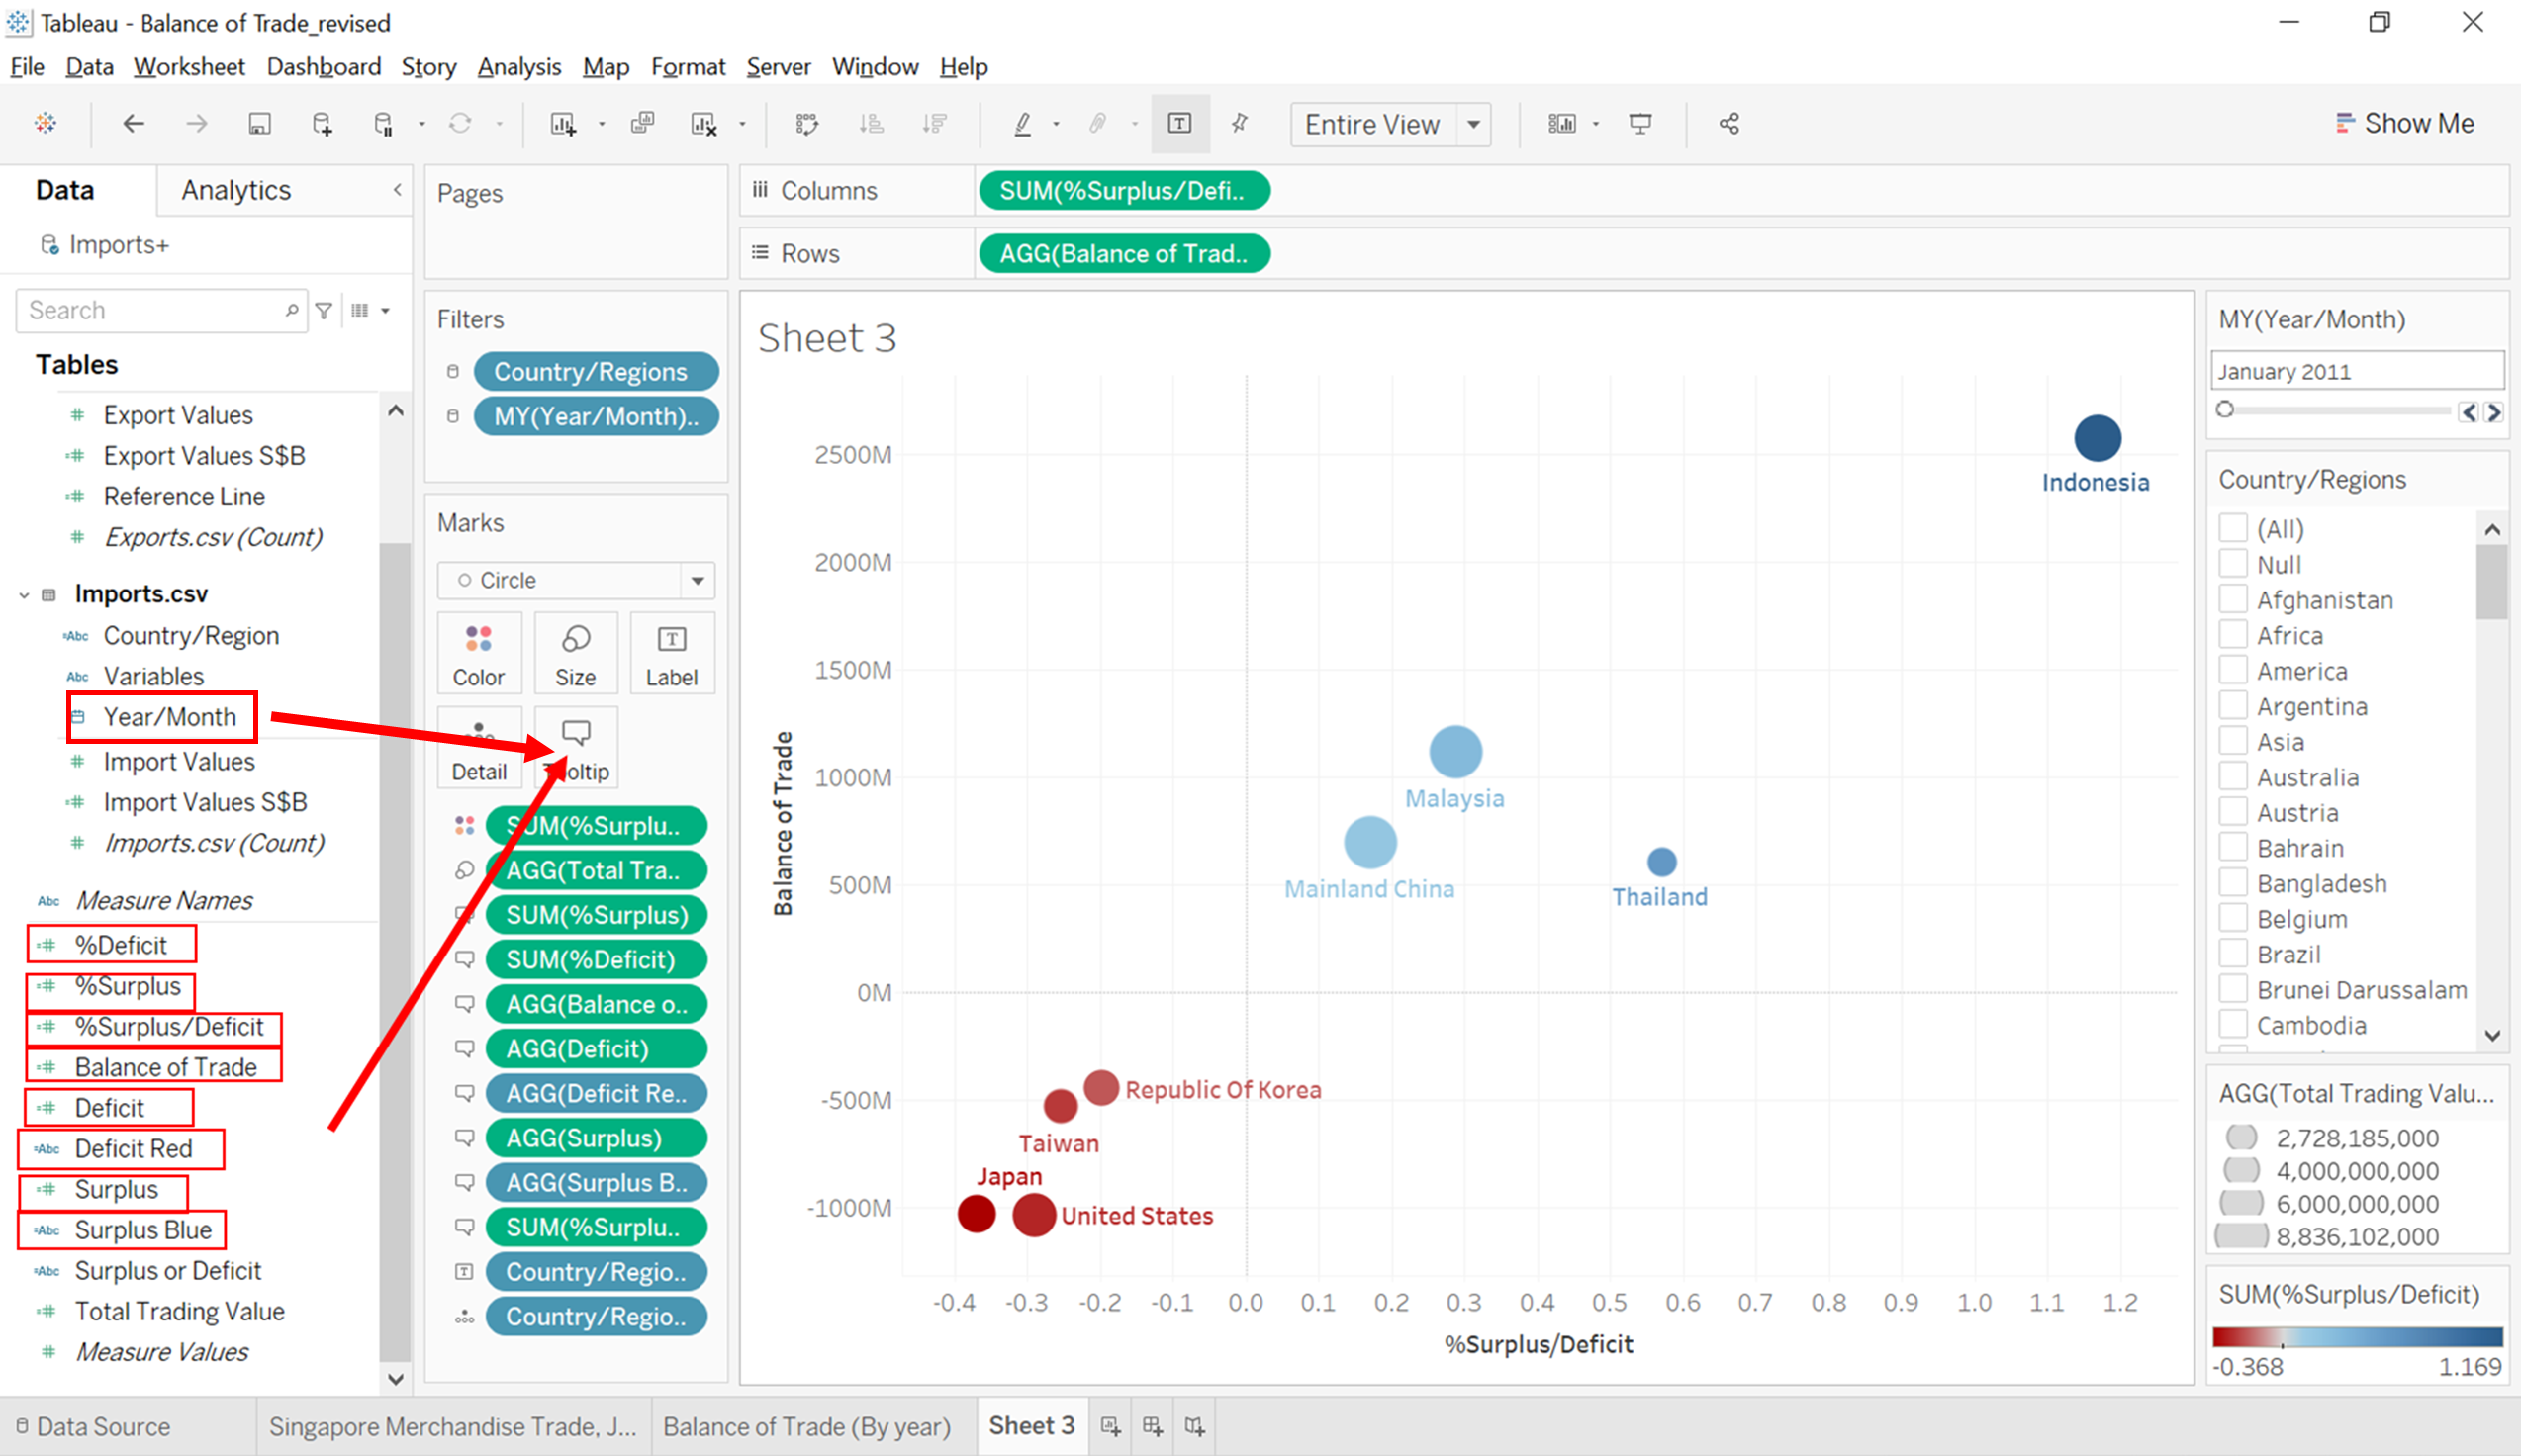 Tableau - Balance of Trade_revised
File Data Worksheet Dashboard Story Analysis Map Format Server Window Help
Entire View
Show Me
Data Analytics
Imports+
Search
Tables
Export Values
Export Values S$B
Reference Line
Exports.csv (Count)
Imports.csv
Abc Country/Region
Abc Variables
Year/Month
Import Values
Import Values S$B
Imports.csv (Count)
Abc Measure Names
%Deficit
%Surplus
%Surplus/Deficit
Balance of Trade
Deficit
Abc Deficit Red
Surplus
Abc Surplus Blue
Abc Surplus or Deficit
Total Trading Value
Measure Values
Pages
Filters
Country/Regions
MY(Year/Month)..
Marks
Circle
Color Size Label
Detail
SUM(%Surplu..
AGG(Total Tra..
SUM(%Surplus)
SUM(%Deficit)
AGG(Balance o..
AGG(Deficit)
AGG(Deficit Re..
AGG(Surplus)
AGG(Surplus B..
SUM(%Surplu..
Country/Regio..
Country/Regio..
Columns SUM(%Surplus/Defi..
Rows AGG(Balance of Trad..
Sheet 3
Balance of Trade
2500M
2000M
1500M
1000M
500M
0M
-500M
-1000M
Indonesia
Malaysia
Mainland China
Thailand
Republic Of Korea
Taiwan
Japan
United States
-0.4 -0.3 -0.2 -0.1 0.0 0.1 0.2 0.3 0.4 0.5 0.6 0.7 0.8 0.9 1.0 1.1 1.2
%Surplus/Deficit
MY(Year/Month)
January 2011
Country/Regions
(All)
Null
Afghanistan
Africa
America
Argentina
Asia
Australia
Austria
Bahrain
Bangladesh
Belgium
Brazil
Brunei Darussalam
Cambodia
AGG(Total Trading Valu...
2,728,185,000
4,000,000,000
6,000,000,000
8,836,102,000
SUM(%Surplus/Deficit)
-0.368 1.169
Data Source Singapore Merchandise Trade, J... Balance of Trade (By year) Sheet 3